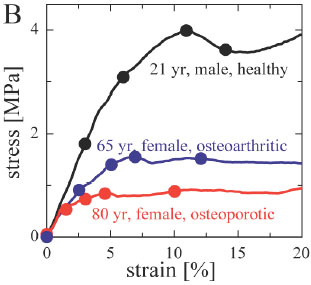 B
4
21 yr, male, healthy
stress [MPa]
2
65 yr, female, osteoarthritic
80 yr, female, osteoporotic
0
0 5 10 15 20
strain [%]